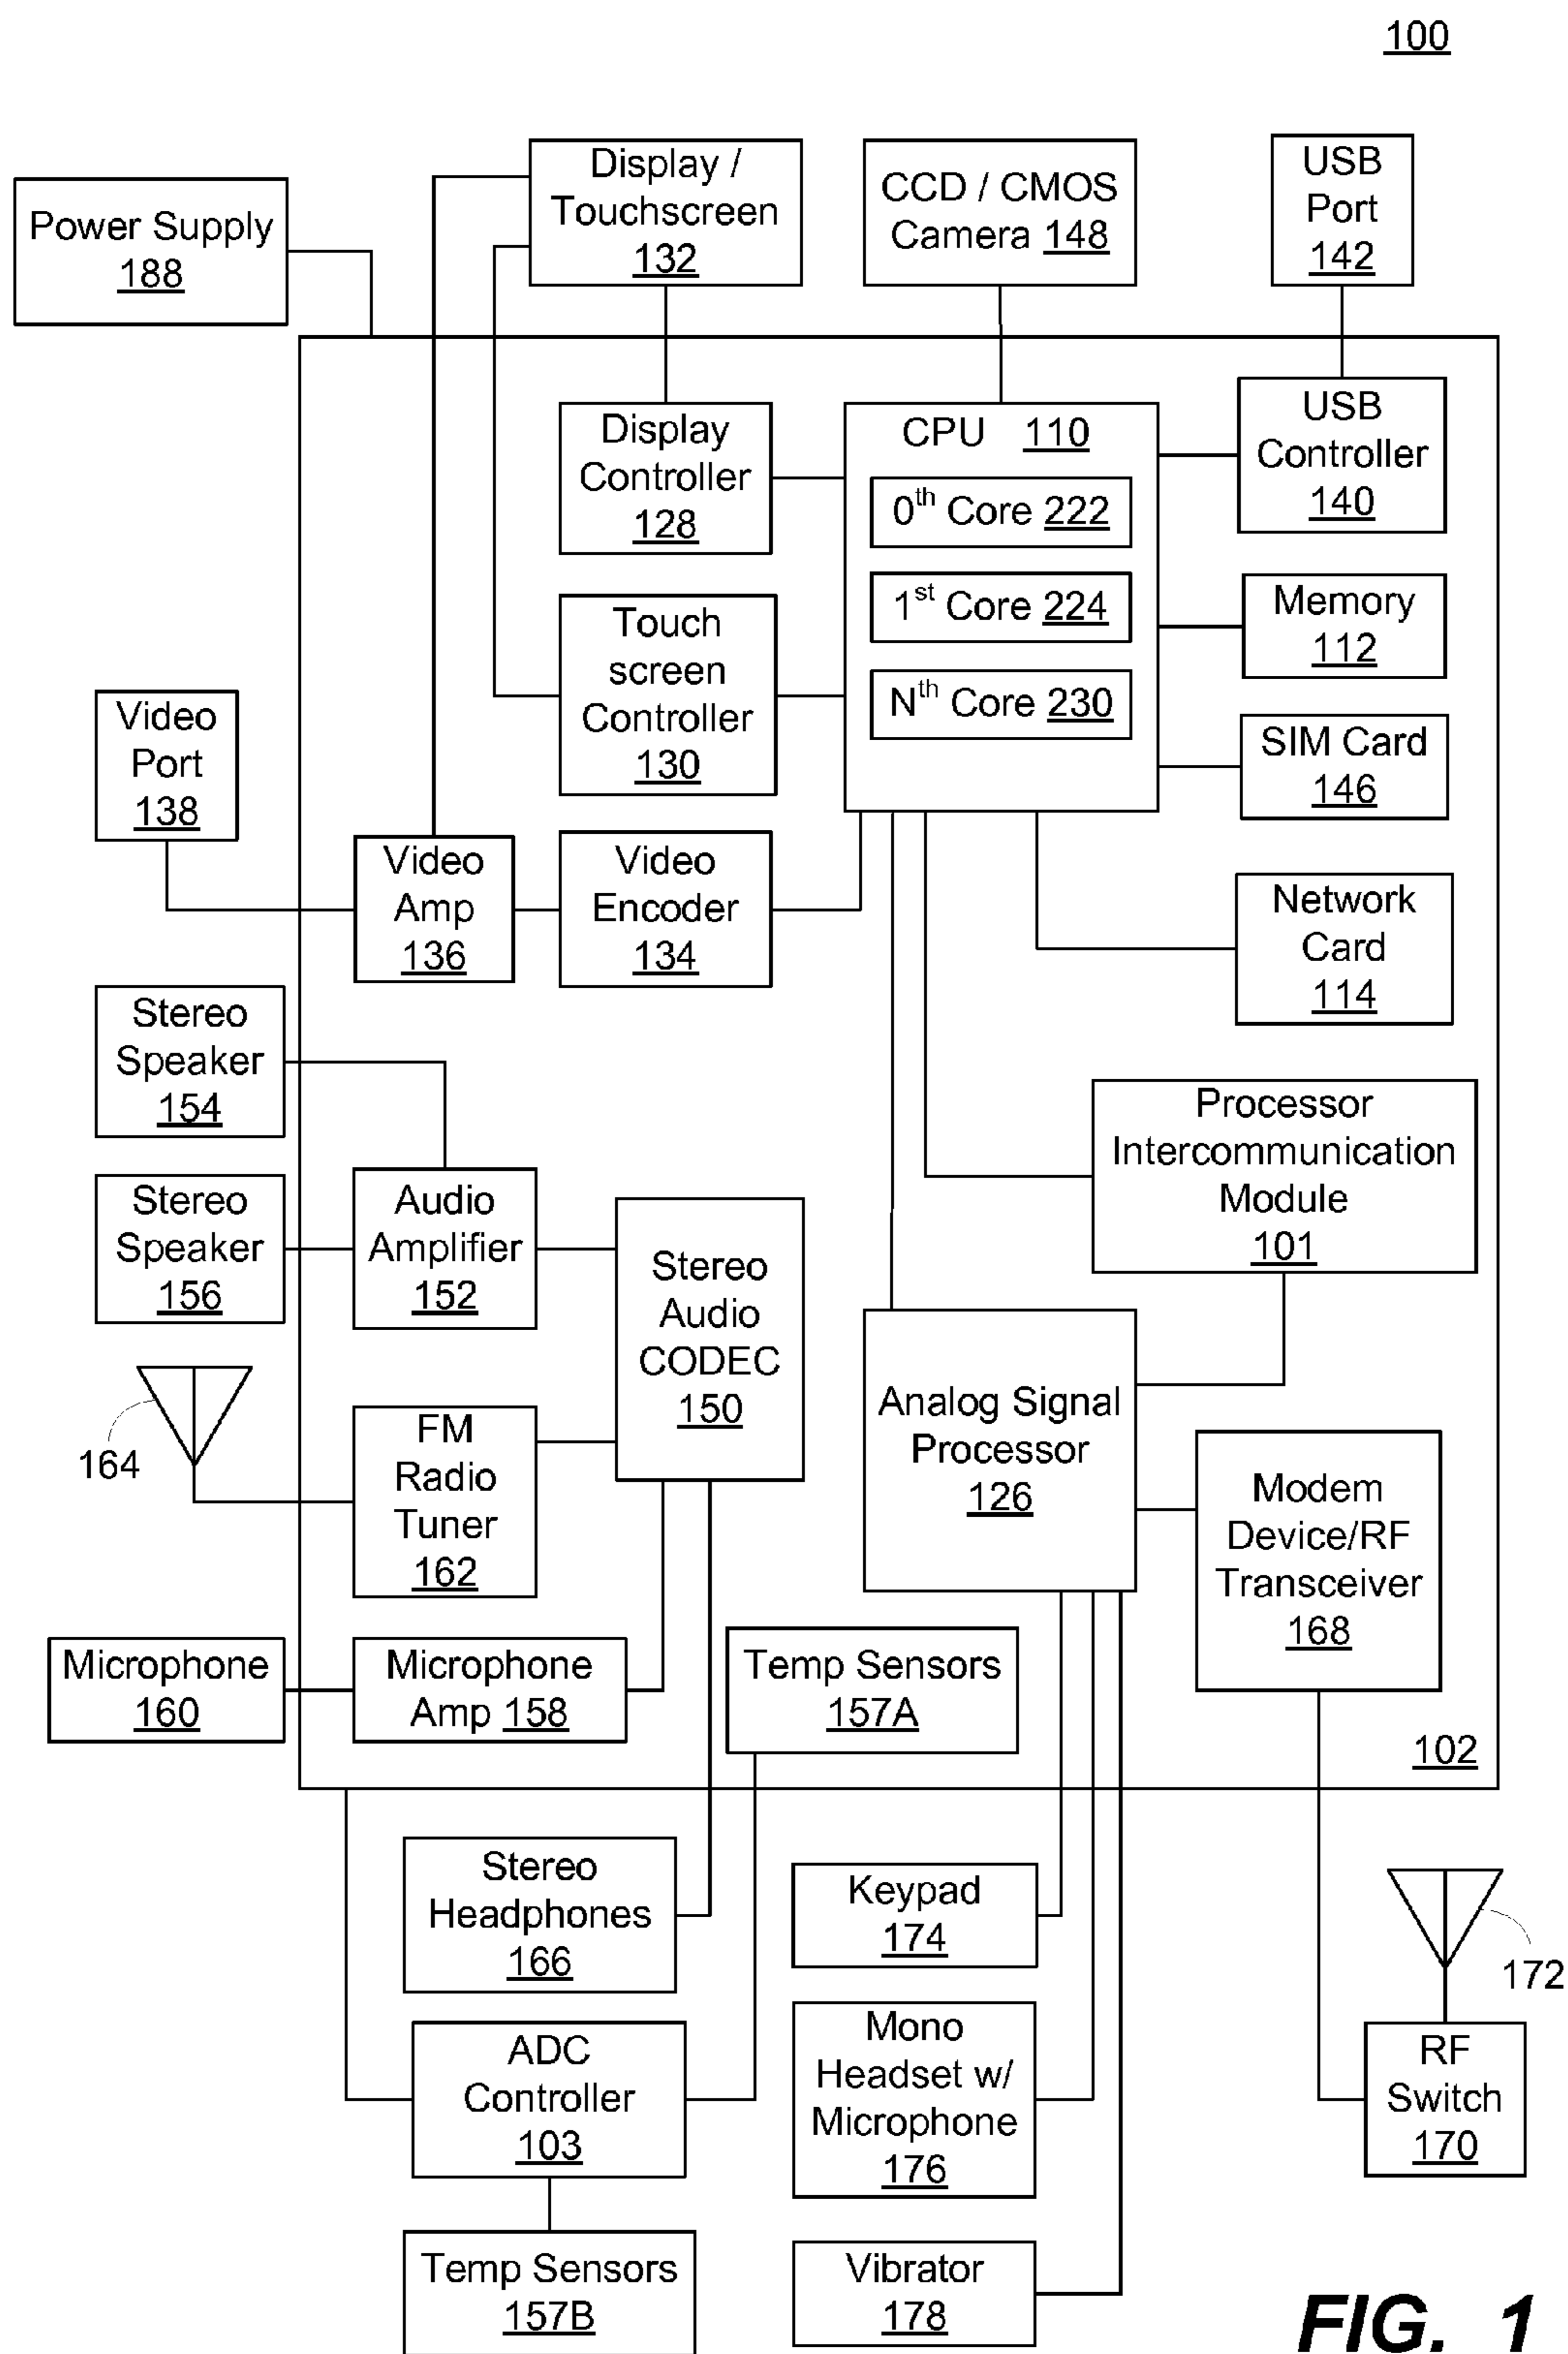 100
Power Supply
188
Display /
Touchscreen
132
CCD / CMOS
Camera 148
USB
Port
142
Display
Controller
128
CPU 110
0th Core 222
1st Core 224
Nth Core 230
USB
Controller
140
Touch
screen
Controller
130
Memory
112
SIM Card
146
Video
Port
138
Video
Amp
136
Video
Encoder
134
Network
Card
114
Stereo
Speaker
154
Processor
Intercommunication
Module
101
Stereo
Speaker
156
Audio
Amplifier
152
Stereo
Audio
CODEC
150
164
FM
Radio
Tuner
162
Analog Signal
Processor
126
Modem
Device/RF
Transceiver
168
Microphone
160
Microphone
Amp 158
Temp Sensors
157A
102
Stereo
Headphones
166
Keypad
174
172
ADC
Controller
103
Mono
Headset w/
Microphone
176
RF
Switch
170
Temp Sensors
157B
Vibrator
178
FIG. 1